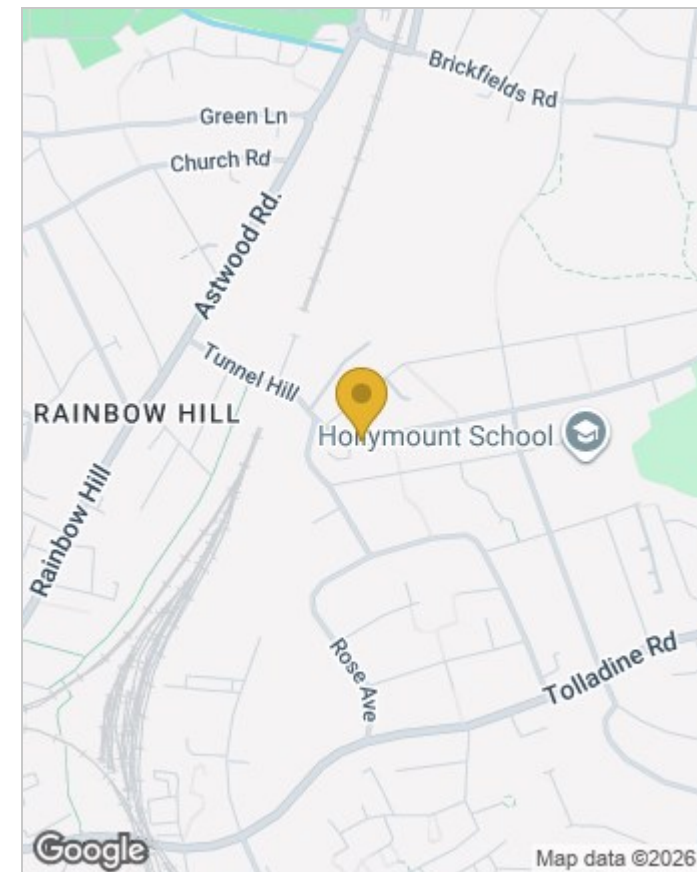 Brickfields Rd
Green Ln
Church Rd
Astwood Rd.
Tunnel Hill
RAINBOW HILL
Hollymount School
Rainbow Hill
Rose Ave
Tolladine Rd
Google
Map data ©2026